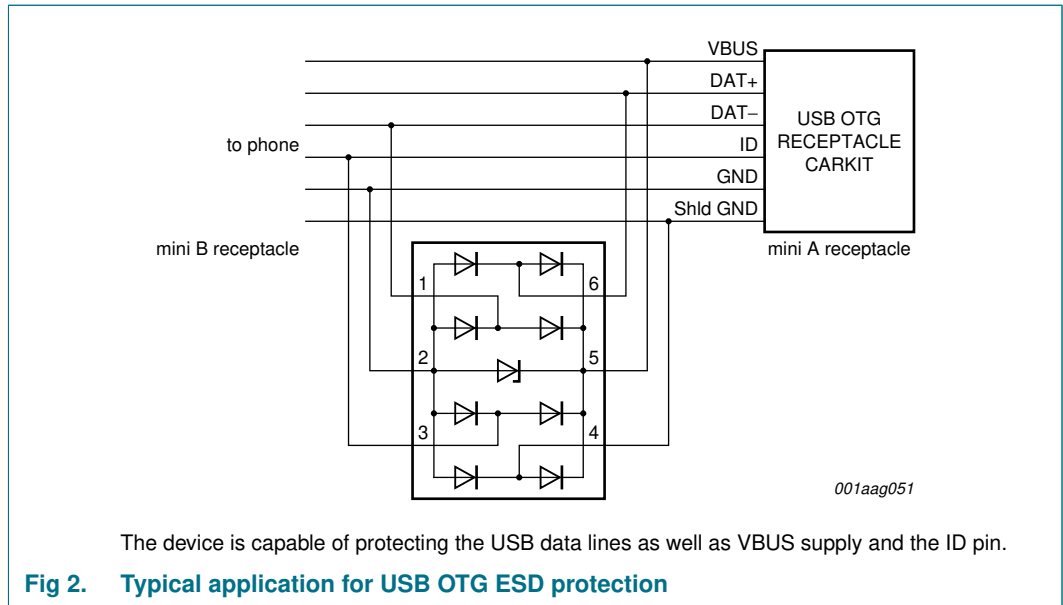 VBUS
DAT+
DAT−
ID
GND
Shld GND
USB OTG
RECEPTACLE
CARKIT
to phone
mini B receptacle
mini A receptacle
1
6
2
5
3
4
001aag051
The device is capable of protecting the USB data lines as well as VBUS supply and the ID pin.
Fig 2. Typical application for USB OTG ESD protection